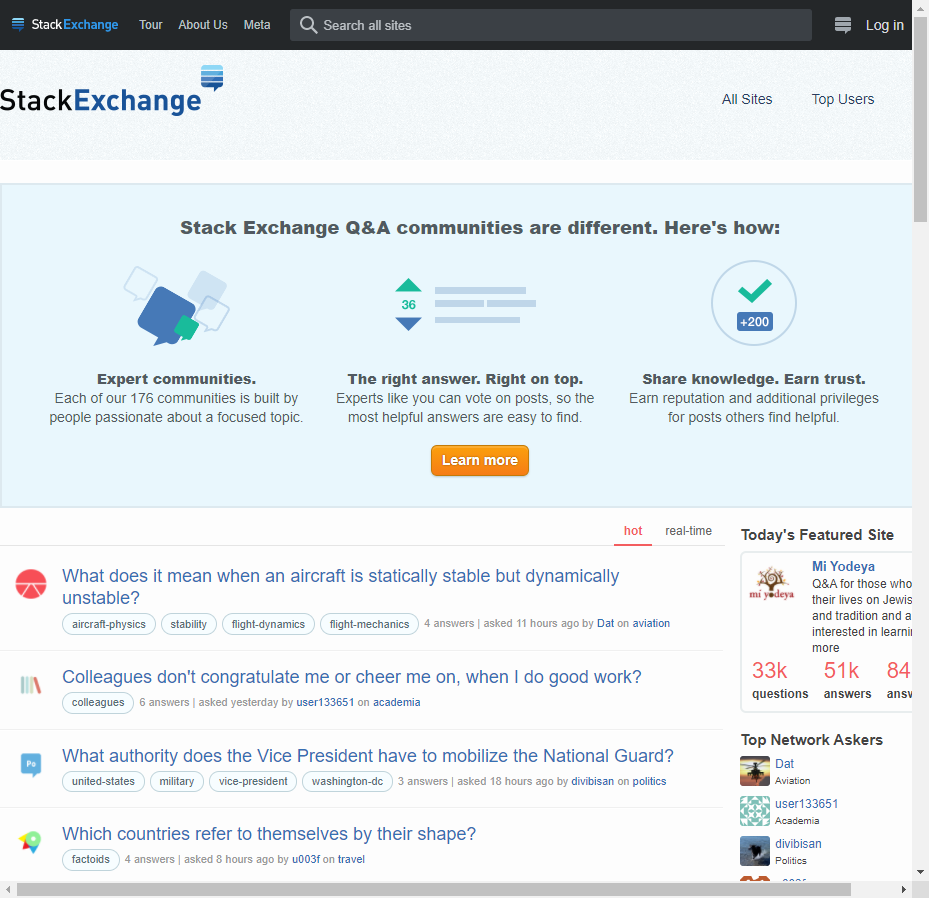 StackExchange Tour About Us Meta Search all sites Log in
StackExchange
All Sites Top Users
Stack Exchange Q&A communities are different. Here's how:
36
+200
Expert communities.
Each of our 176 communities is built by
people passionate about a focused topic.
The right answer. Right on top.
Experts like you can vote on posts, so the
most helpful answers are easy to find.
Share knowledge. Earn trust.
Earn reputation and additional privileges
for posts others find helpful.
Learn more
hot real-time
What does it mean when an aircraft is statically stable but dynamically
unstable?
aircraft-physics stability flight-dynamics flight-mechanics 4 answers | asked 11 hours ago by Dat on aviation
Colleagues don't congratulate me or cheer me on, when I do good work?
colleagues 6 answers | asked yesterday by user133651 on academia
Po
What authority does the Vice President have to mobilize the National Guard?
united-states military vice-president washington-dc 3 answers | asked 18 hours ago by divibisan on politics
Which countries refer to themselves by their shape?
factoids 4 answers | asked 8 hours ago by u003f on travel
Today's Featured Site
mi yodeya
Mi Yodeya
Q&A for those who
their lives on Jewis
and tradition and a
interested in learni
more
33k 51k 84
questions answers answ
Top Network Askers
Dat
Aviation
user133651
Academia
divibisan
Politics